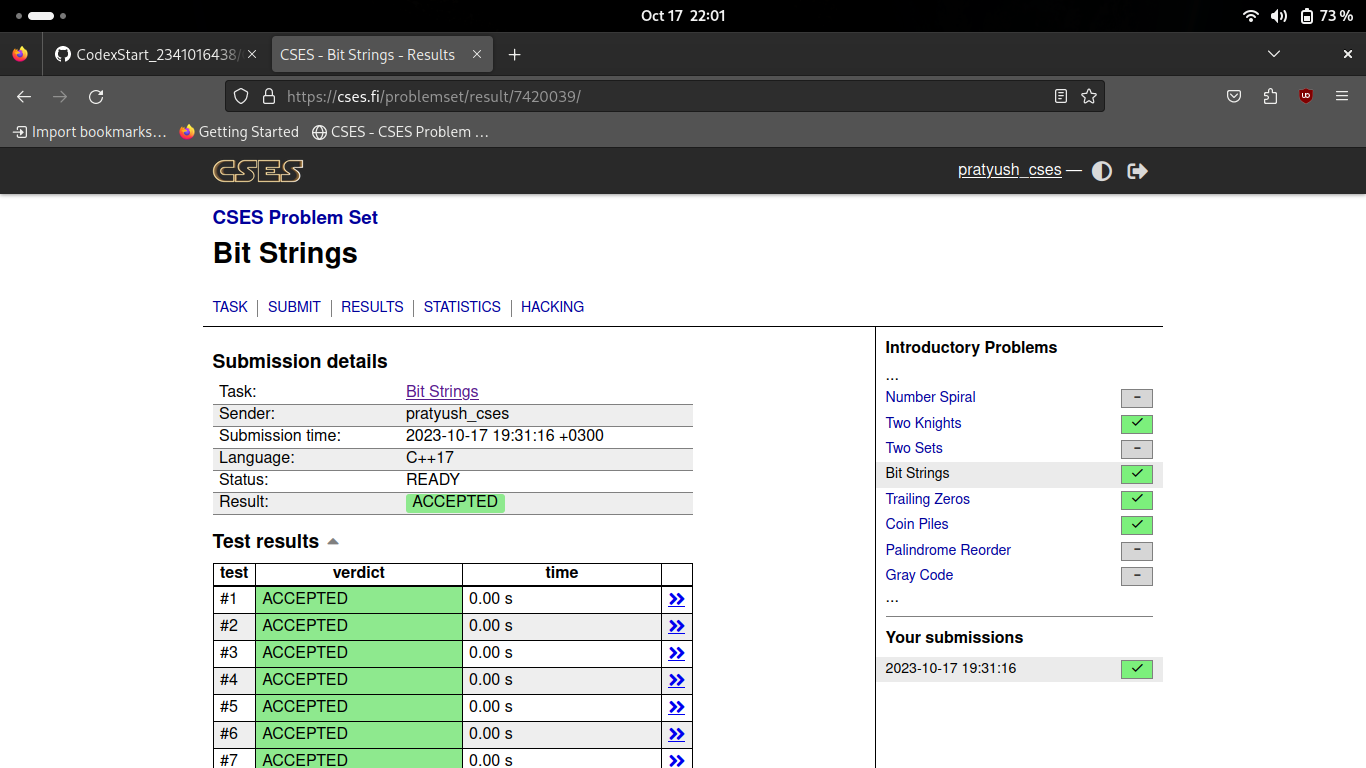 Oct 17 22:01
73 %
CodexStart_2341016438/
CSES - Bit Strings - Results
https://cses.fi/problemset/result/7420039/
Import bookmarks… Getting Started CSES - CSES Problem …
CSES
pratyush_cses —
CSES Problem Set
Bit Strings
TASK | SUBMIT | RESULTS | STATISTICS | HACKING
Submission details
Task: Bit Strings
Sender: pratyush_cses
Submission time: 2023-10-17 19:31:16 +0300
Language: C++17
Status: READY
Result: ACCEPTED
Test results
test verdict time
#1 ACCEPTED 0.00 s
#2 ACCEPTED 0.00 s
#3 ACCEPTED 0.00 s
#4 ACCEPTED 0.00 s
#5 ACCEPTED 0.00 s
#6 ACCEPTED 0.00 s
#7 ACCEPTED 0.00 s
Introductory Problems
...
Number Spiral –
Two Knights
Two Sets –
Bit Strings
Trailing Zeros
Coin Piles
Palindrome Reorder –
Gray Code –
...
Your submissions
2023-10-17 19:31:16